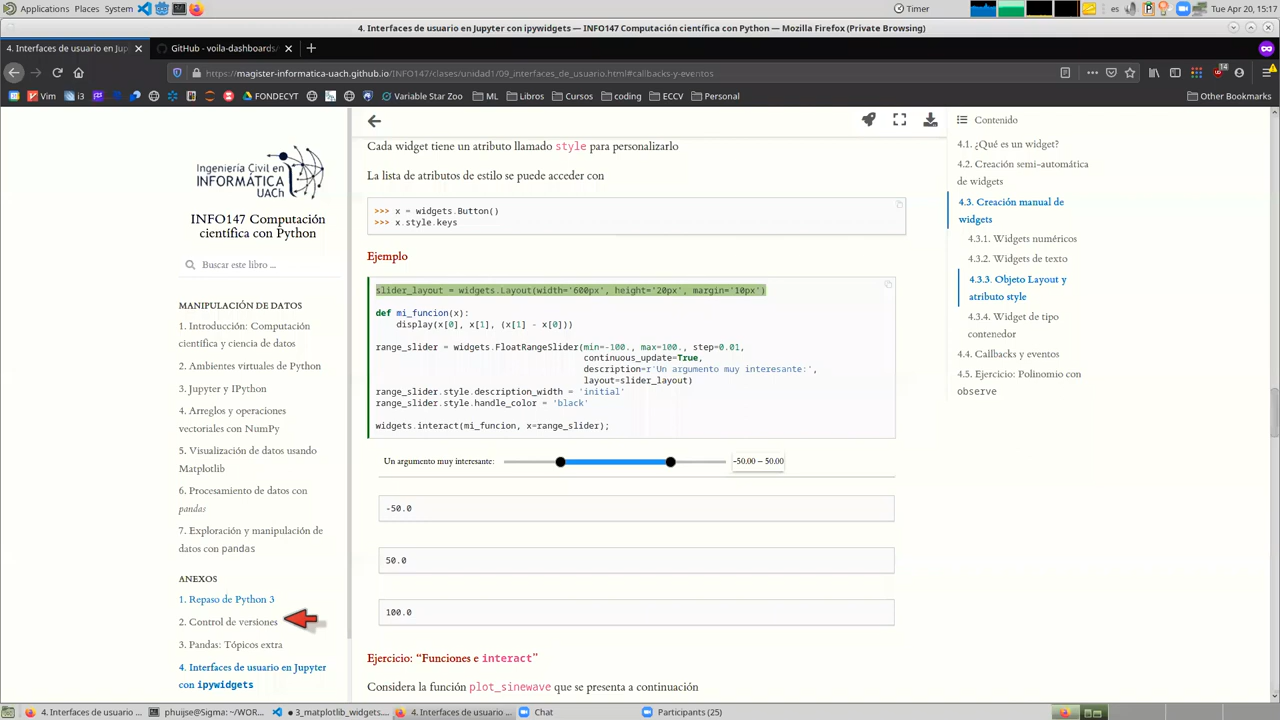 Applications Places System
Timer
es
Tue Apr 20, 15:17
4. Interfaces de usuario en Jupyter con ipywidgets — INFO147 Computación científica con Python — Mozilla Firefox (Private Browsing)
4. Interfaces de usuario en Jup
GitHub - voila-dashboards/
https://magister-informatica-uach.github.io/INFO147/clases/unidad1/09_interfaces_de_usuario.html#callbacks-y-eventos
14
Vim
i3
FONDECYT
Variable Star Zoo
ML
Libros
Cursos
coding
ECCV
Personal
Other Bookmarks
Ingeniería Civil en
INFORMÁTICA
UACh
INFO147 Computación
científica con Python
Buscar este libro ...
MANIPULACIÓN DE DATOS
1. Introducción: Computación
científica y ciencia de datos
2. Ambientes virtuales de Python
3. Jupyter y IPython
4. Arreglos y operaciones
vectoriales con NumPy
5. Visualización de datos usando
Matplotlib
6. Procesamiento de datos con
pandas
7. Exploración y manipulación de
datos con pandas
ANEXOS
1. Repaso de Python 3
2. Control de versiones
3. Pandas: Tópicos extra
4. Interfaces de usuario en Jupyter
con ipywidgets
Cada widget tiene un atributo llamado style para personalizarlo
La lista de atributos de estilo se puede acceder con
>>> x = widgets.Button()
>>> x.style.keys
Ejemplo
slider_layout = widgets.Layout(width='600px', height='20px', margin='10px')
def mi_funcion(x):
display(x[0], x[1], (x[1] - x[0]))
range_slider = widgets.FloatRangeSlider(min=-100., max=100., step=0.01,
continuous_update=True,
description=r'Un argumento muy interesante:',
layout=slider_layout)
range_slider.style.description_width = 'initial'
range_slider.style.handle_color = 'black'
widgets.interact(mi_funcion, x=range_slider);
Un argumento muy interesante:
-50.00 – 50.00
-50.0
50.0
100.0
Ejercicio: “Funciones e interact”
Considera la función plot_sinewave que se presenta a continuación
Contenido
4.1. ¿Qué es un widget?
4.2. Creación semi-automática
de widgets
4.3. Creación manual de
widgets
4.3.1. Widgets numéricos
4.3.2. Widgets de texto
4.3.3. Objeto Layout y
atributo style
4.3.4. Widget de tipo
contenedor
4.4. Callbacks y eventos
4.5. Ejercicio: Polinomio con
observe
4. Interfaces de usuario en J...
phuijse@Sigma: ~/WOR...
3_matplotlib_widgets....
4. Interfaces de usuario en J...
Chat
Participants (25)